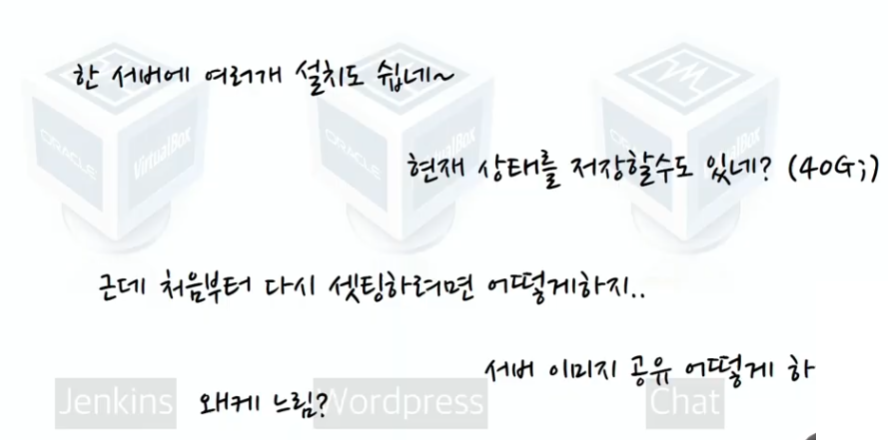 한 서버에 여러개 설치도 쉽네~
ORACLE VirtualBox ORACLE VirtualBox
현재 상태를 저장할수도 있네? (40G;;)
근데 처음부터 다시 셋팅하려면 어떻게하지..
서버 이미지 공유 어떻게 하
Jenkins Wordpress Chat
왜케 느림?